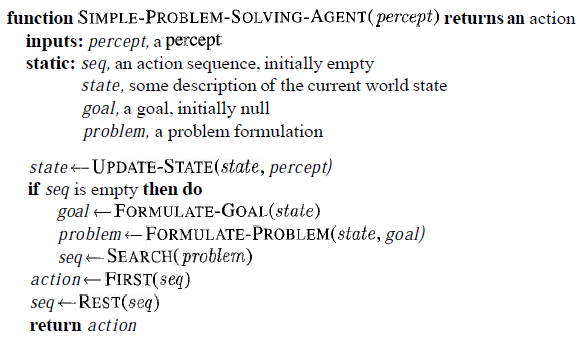 function SIMPLE-PROBLEM-SOLVING-AGENT(percept) returns an action
inputs: percept, a percept
static: seq, an action sequence, initially empty
state, some description of the current world state
goal, a goal, initially null
problem, a problem formulation
state ← UPDATE-STATE(state, percept)
if seq is empty then do
goal ← FORMULATE-GOAL(state)
problem ← FORMULATE-PROBLEM(state, goal)
seq ← SEARCH(problem)
action ← FIRST(seq)
seq ← REST(seq)
return action